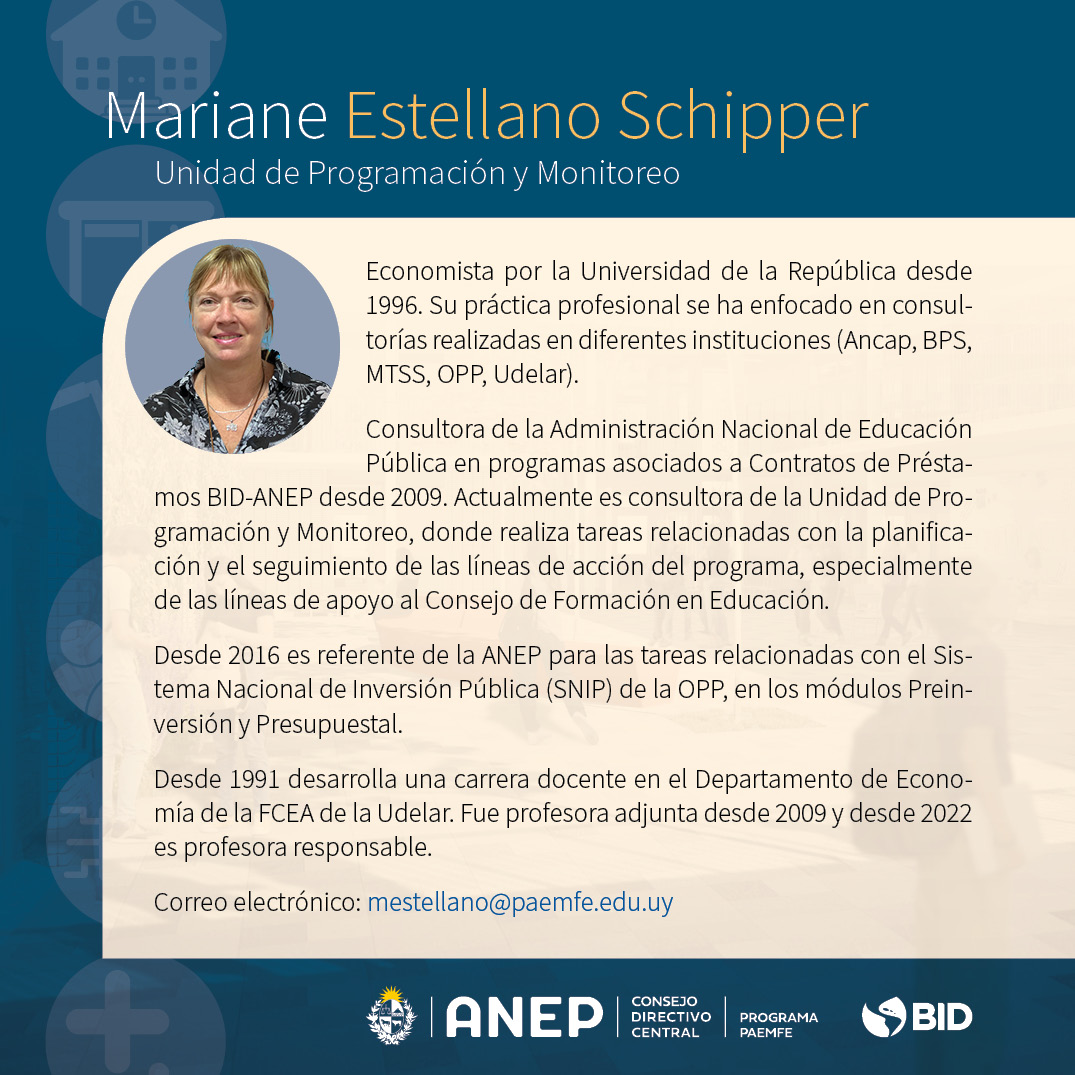 Mariane Estellano Schipper
Unidad de Programación y Monitoreo
Economista por la Universidad de la República desde
1996. Su práctica profesional se ha enfocado en consul-
torías realizadas en diferentes instituciones (Ancap, BPS,
MTSS, OPP, Udelar).
Consultora de la Administración Nacional de Educación
Pública en programas asociados a Contratos de Présta-
mos BID-ANEP desde 2009. Actualmente es consultora de la Unidad de Pro-
gramación y Monitoreo, donde realiza tareas relacionadas con la planifica-
ción y el seguimiento de las líneas de acción del programa, especialmente
de las líneas de apoyo al Consejo de Formación en Educación.
Desde 2016 es referente de la ANEP para las tareas relacionadas con el Sis-
tema Nacional de Inversión Pública (SNIP) de la OPP, en los módulos Prein-
versión y Presupuestal.
Desde 1991 desarrolla una carrera docente en el Departamento de Econo-
mía de la FCEA de la Udelar. Fue profesora adjunta desde 2009 y desde 2022
es profesora responsable.
Correo electrónico: mestellano@paemfe.edu.uy
ANEP
CONSEJO
DIRECTIVO
CENTRAL
PROGRAMA
PAEMFE
BID